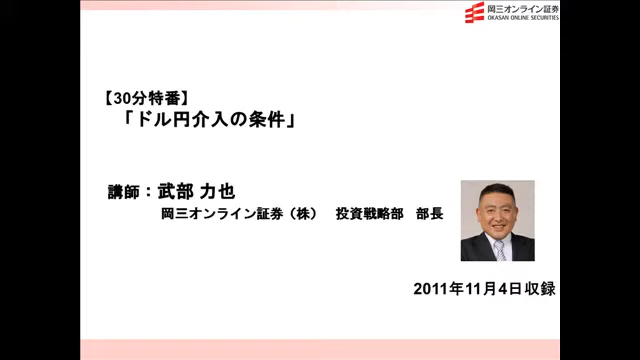 岡三オンライン証券
OKASAN ONLINE SECURITIES
【30分特番】
「ドル円介入の条件」
講師：武部 力也
岡三オンライン証券（株） 投資戦略部 部長
2011年11月4日収録